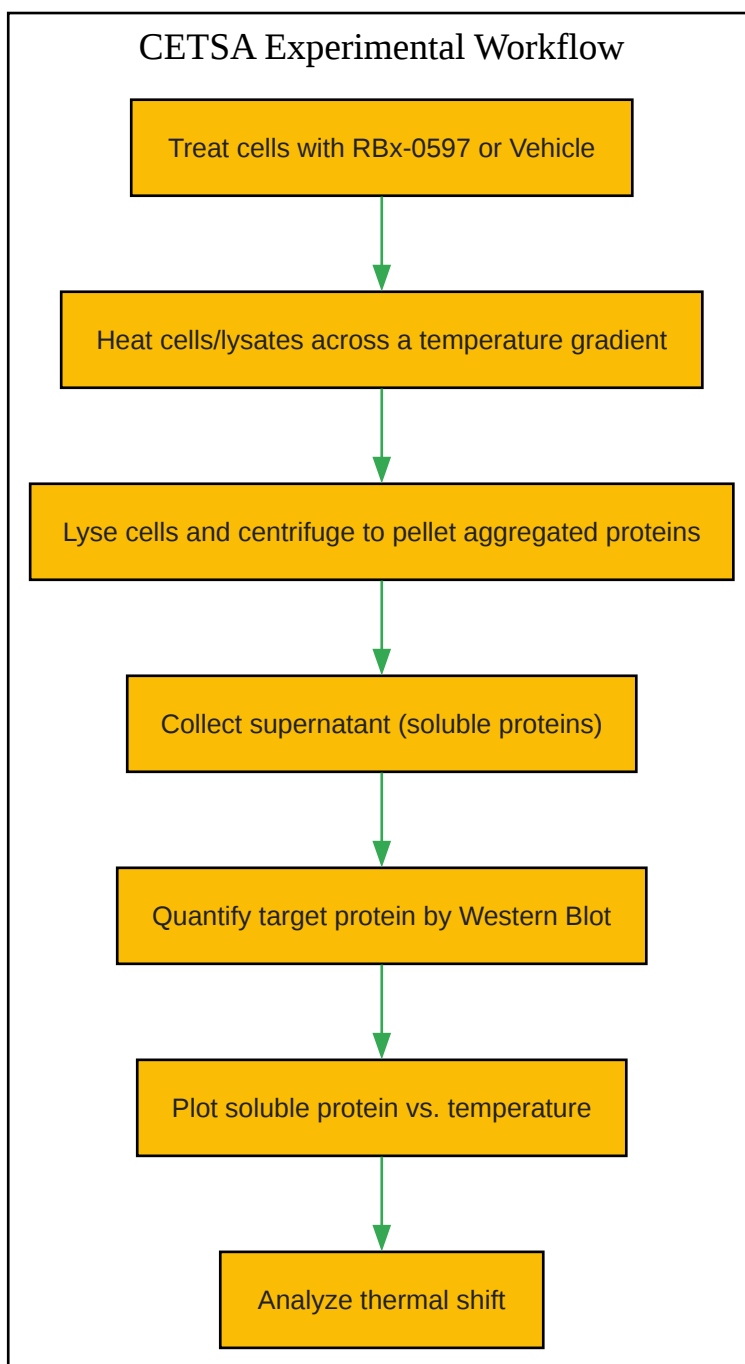 CETSA Experimental Workflow
Treat cells with RBx-0597 or Vehicle
Heat cells/lysates across a temperature gradient
Lyse cells and centrifuge to pellet aggregated proteins
Collect supernatant (soluble proteins)
Quantify target protein by Western Blot
Plot soluble protein vs. temperature
Analyze thermal shift